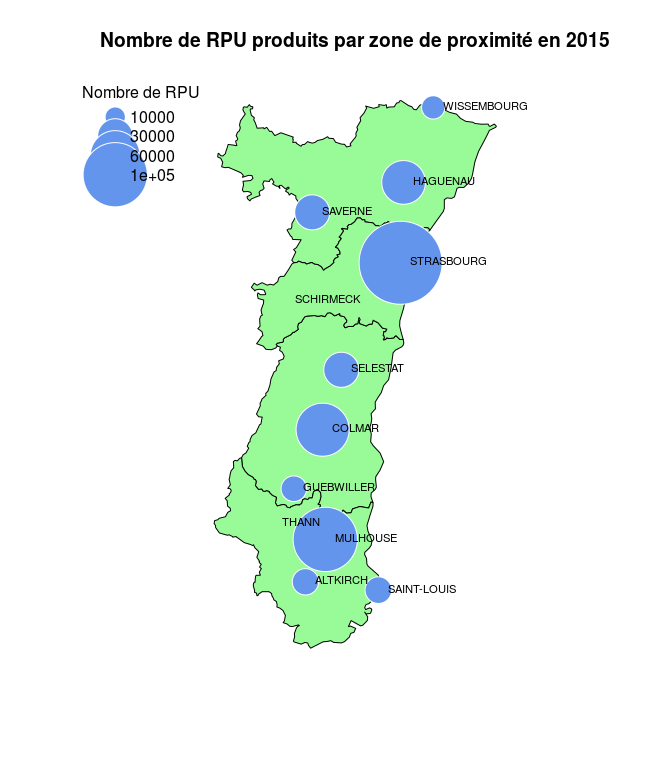 Nombre de RPU produits par zone de proximité en 2015
Nombre de RPU
10000
30000
60000
1e+05
WISSEMBOURG
HAGUENAU
SAVERNE
STRASBOURG
SCHIRMECK
SELESTAT
COLMAR
GUEBWILLER
THANN
MULHOUSE
ALTKIRCH
SAINT-LOUIS